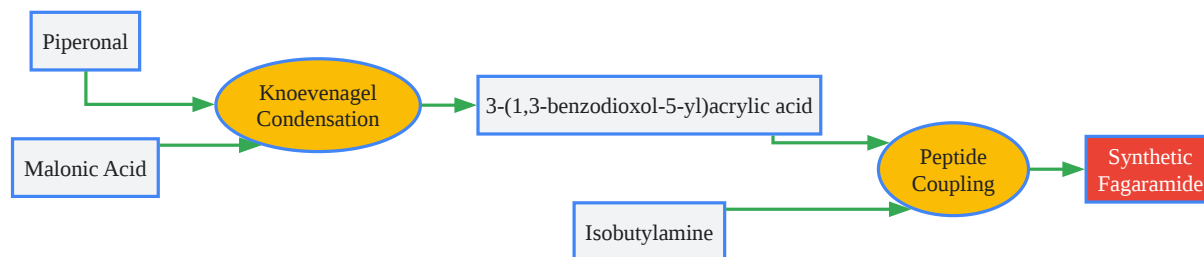 Piperonal
Malonic Acid
Knoevenagel
Condensation
3-(1,3-benzodioxol-5-yl)acrylic acid
Isobutylamine
Peptide
Coupling
Synthetic
Fagaramide